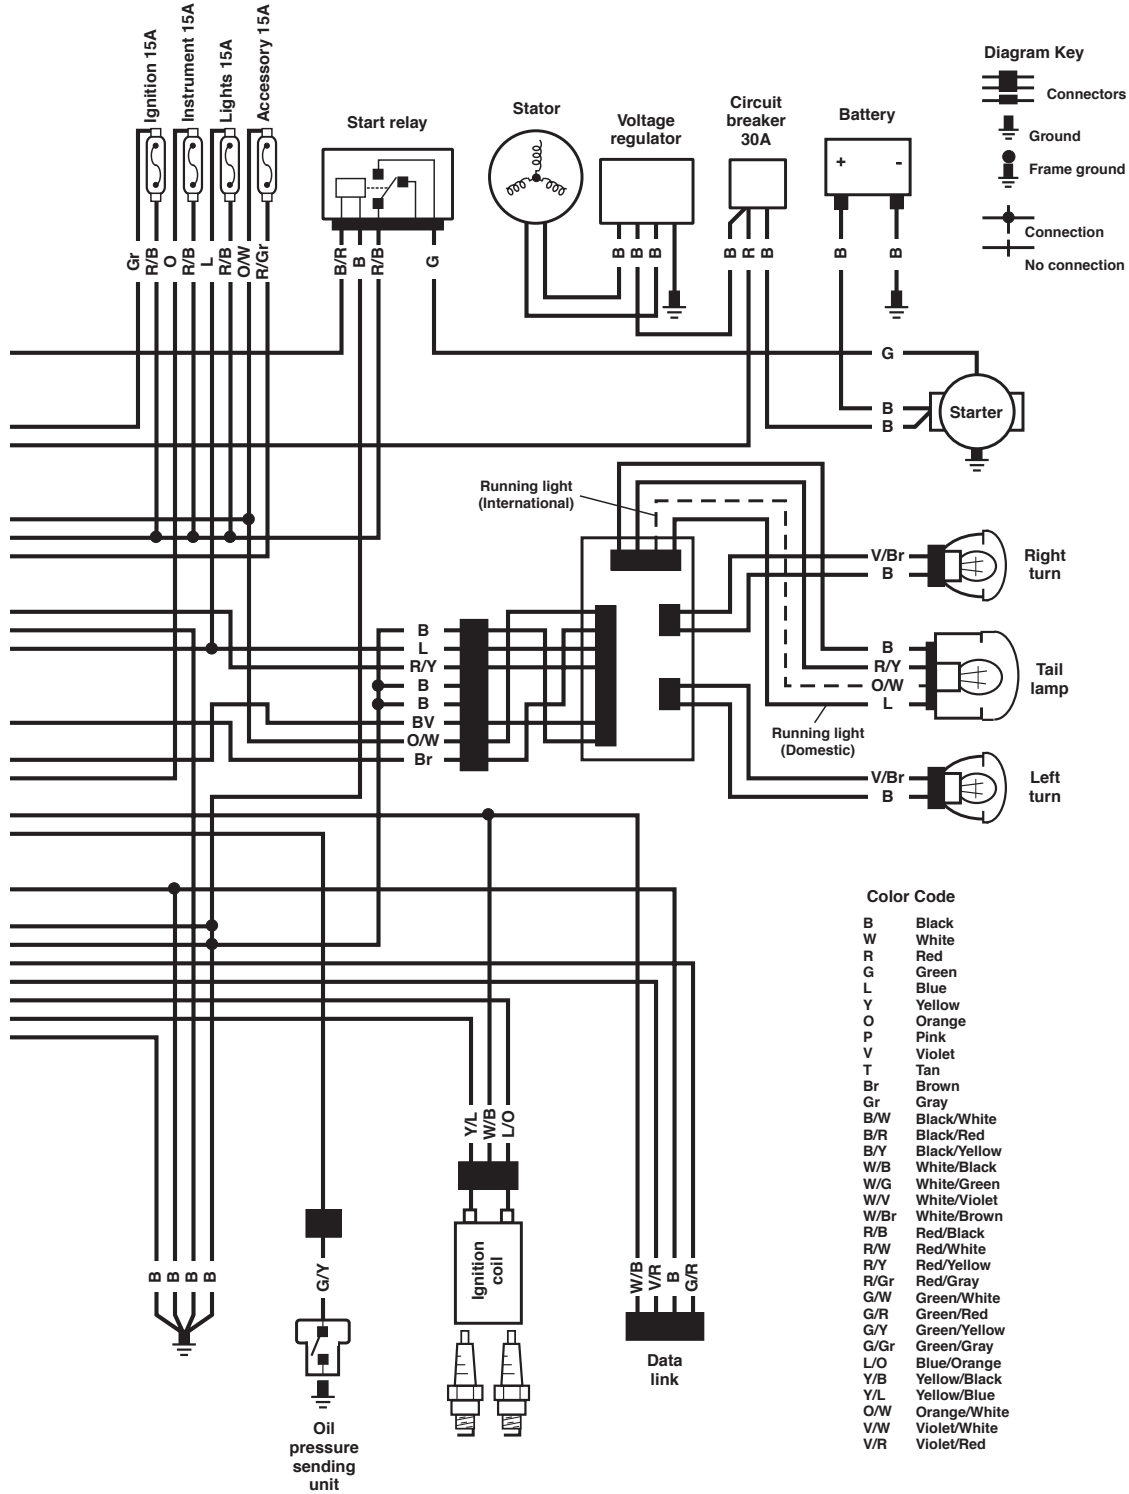 Ignition 15A
Instrument 15A
Lights 15A
Accessory 15A
Start relay
Stator
Voltage
regulator
Circuit
breaker
30A
Battery
+ -
Diagram Key
Connectors
Ground
Frame ground
Connection
No connection
Gr
R/B
O
R/B
L
R/B
O/W
R/Gr
B/R
B
R/B
G
B
B
B
B
R
B
B
B
G
B
B
Starter
Running light
(International)
V/Br
B
Right
turn
B
L
R/Y
B
B
BV
O/W
Br
B
R/Y
O/W
L
Tail
lamp
Running light
(Domestic)
V/Br
B
Left
turn
Y/L
W/B
L/O
Ignition
coil
B
B
B
B
G/Y
Oil
pressure
sending
unit
W/B
V/R
B
G/R
Data
link
Color Code
B Black
W White
R Red
G Green
L Blue
Y Yellow
O Orange
P Pink
V Violet
T Tan
Br Brown
Gr Gray
B/W Black/White
B/R Black/Red
B/Y Black/Yellow
W/B White/Black
W/G White/Green
W/V White/Violet
W/Br White/Brown
R/B Red/Black
R/W Red/White
R/Y Red/Yellow
R/Gr Red/Gray
G/W Green/White
G/R Green/Red
G/Y Green/Yellow
G/Gr Green/Gray
L/O Blue/Orange
Y/B Yellow/Black
Y/L Yellow/Blue
O/W Orange/White
V/W Violet/White
V/R Violet/Red